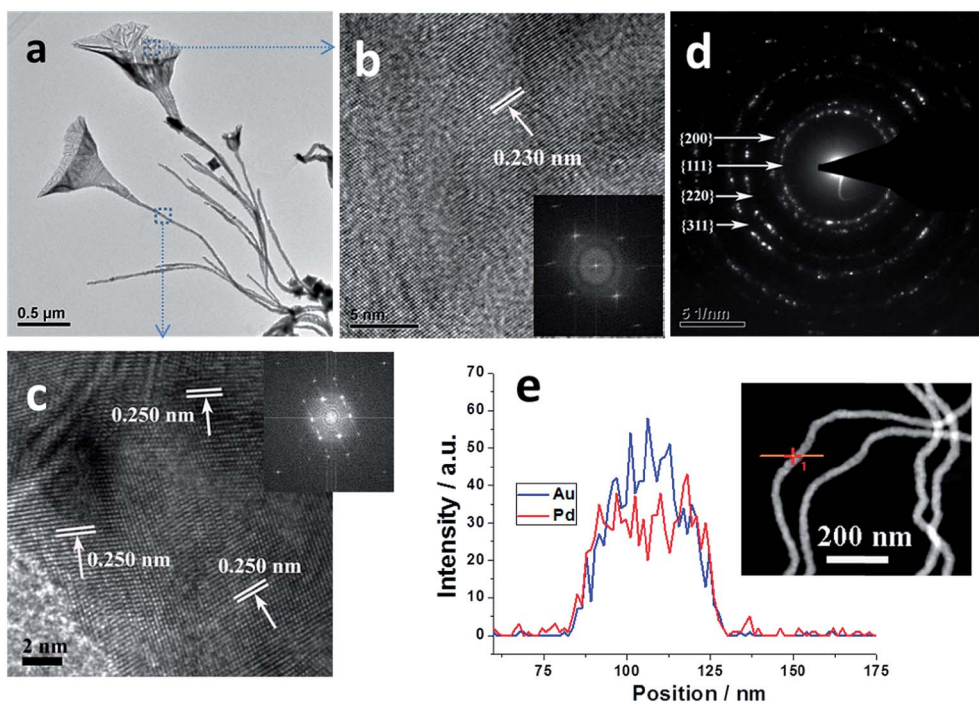 a
0.5 µm
b
0.230 nm
5 nm
d
{200}
{111}
{220}
{311}
5 1/nm
c
0.250 nm
0.250 nm
0.250 nm
2 nm
e
Intensity / a.u.
70
60
50
40
30
20
10
0
Au
Pd
1
200 nm
75
100
125
150
175
Position / nm